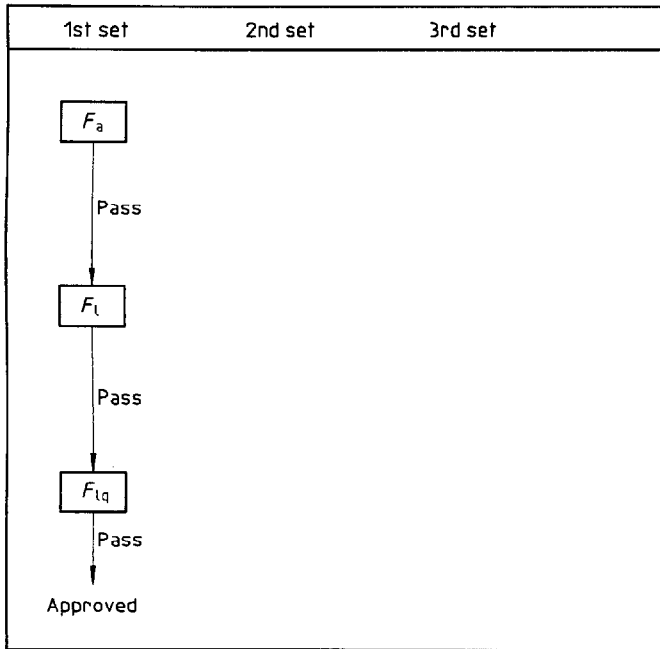 1st set 2nd set 3rd set
Fa
Pass
Fl
Pass
Flq
Pass
Approved